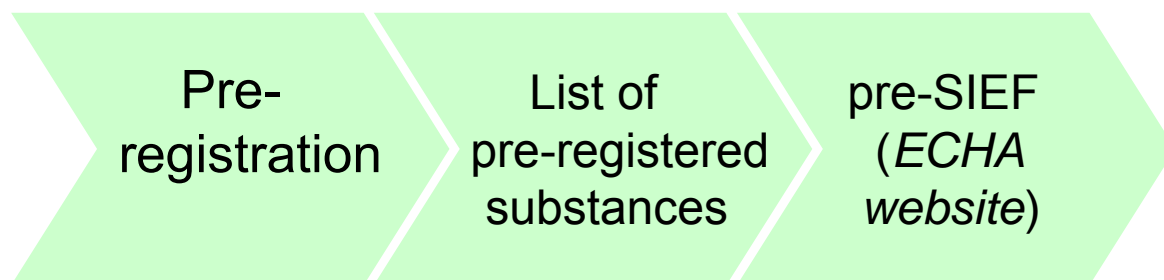 Pre-
registration
List of
pre-registered
substances
pre-SIEF
(ECHA
website)